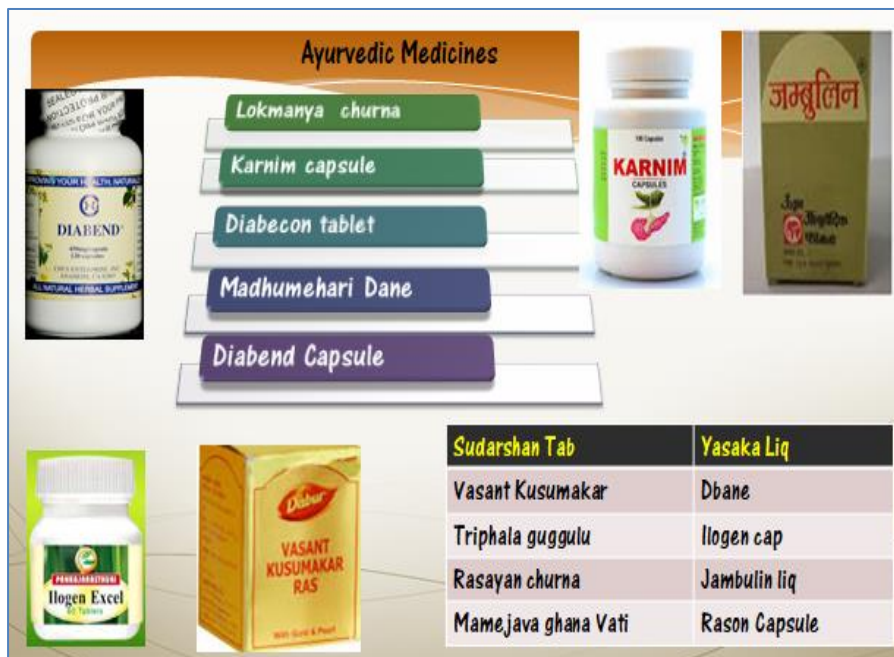 Ayurvedic Medicines
Lokmanya churna
Karnim capsule
Diabecon tablet
Madhumehari Dane
Diabend Capsule
DIABEND
ALL NATURAL HERBAL SUPPLEMENT
KARNIM
CAPSULES
जम्बुलिन
Ilogen Excel
Dabur
VASANT
KUSUMAKAR
RAS
With Gold & Pearl
Sudarshan Tab Yasaka Liq
Vasant Kusumakar Dbane
Triphala guggulu Ilogen cap
Rasayan churna Jambulin liq
Mamejava ghana Vati Rason Capsule